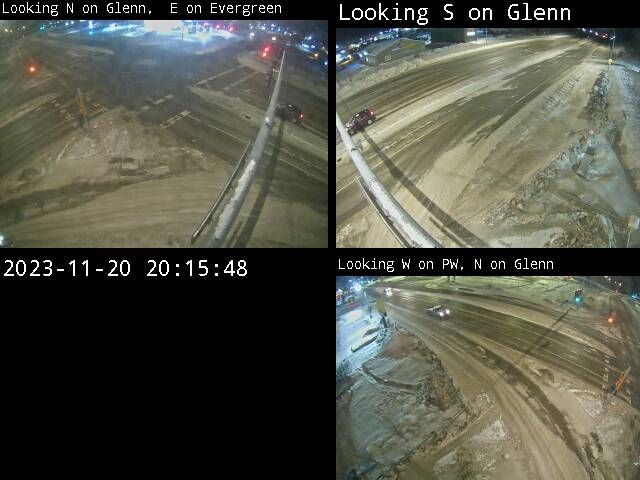 Looking N on Glenn,  E on Evergreen
Looking S on Glenn
2023-11-20 20:15:48
Looking W on PW, N on Glenn